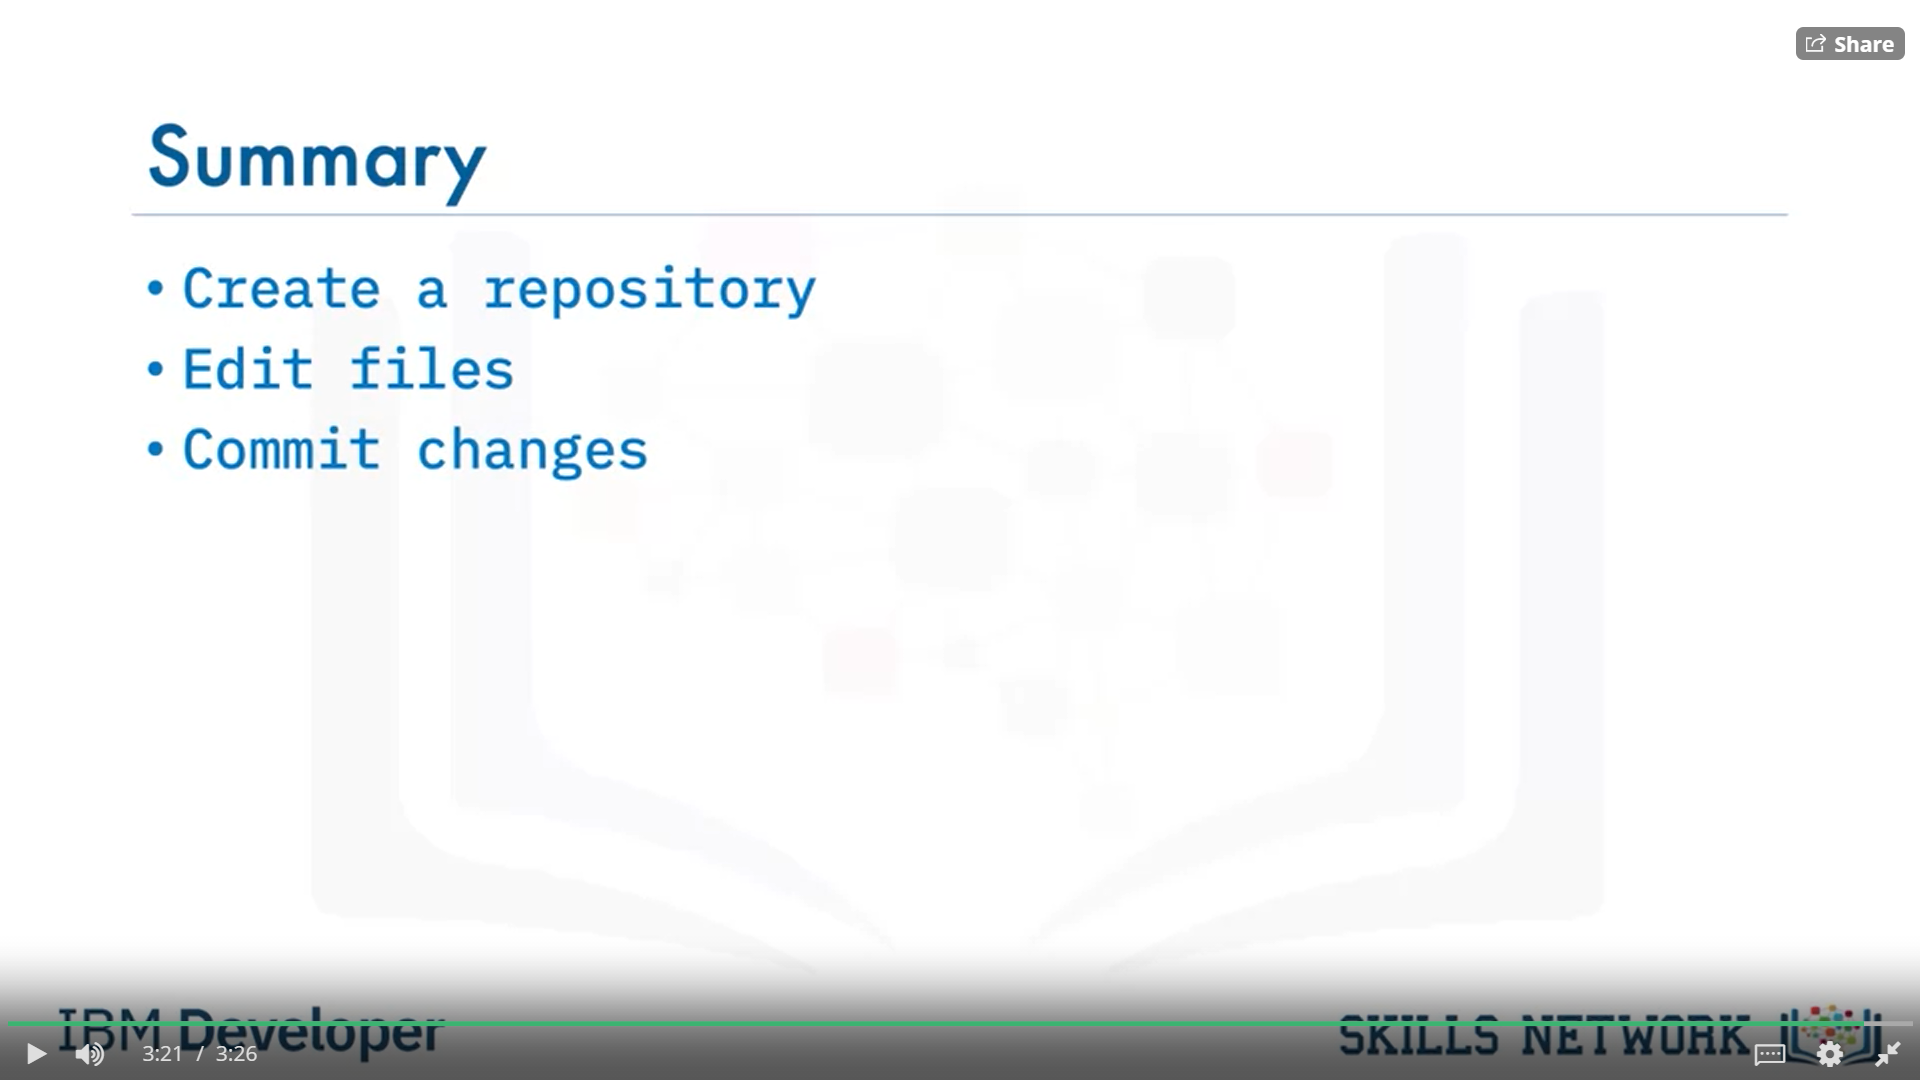 Share
Summary
• Create a repository
• Edit files
• Commit changes
IBM Developer
SKILLS NETWORK
3:21 / 3:26